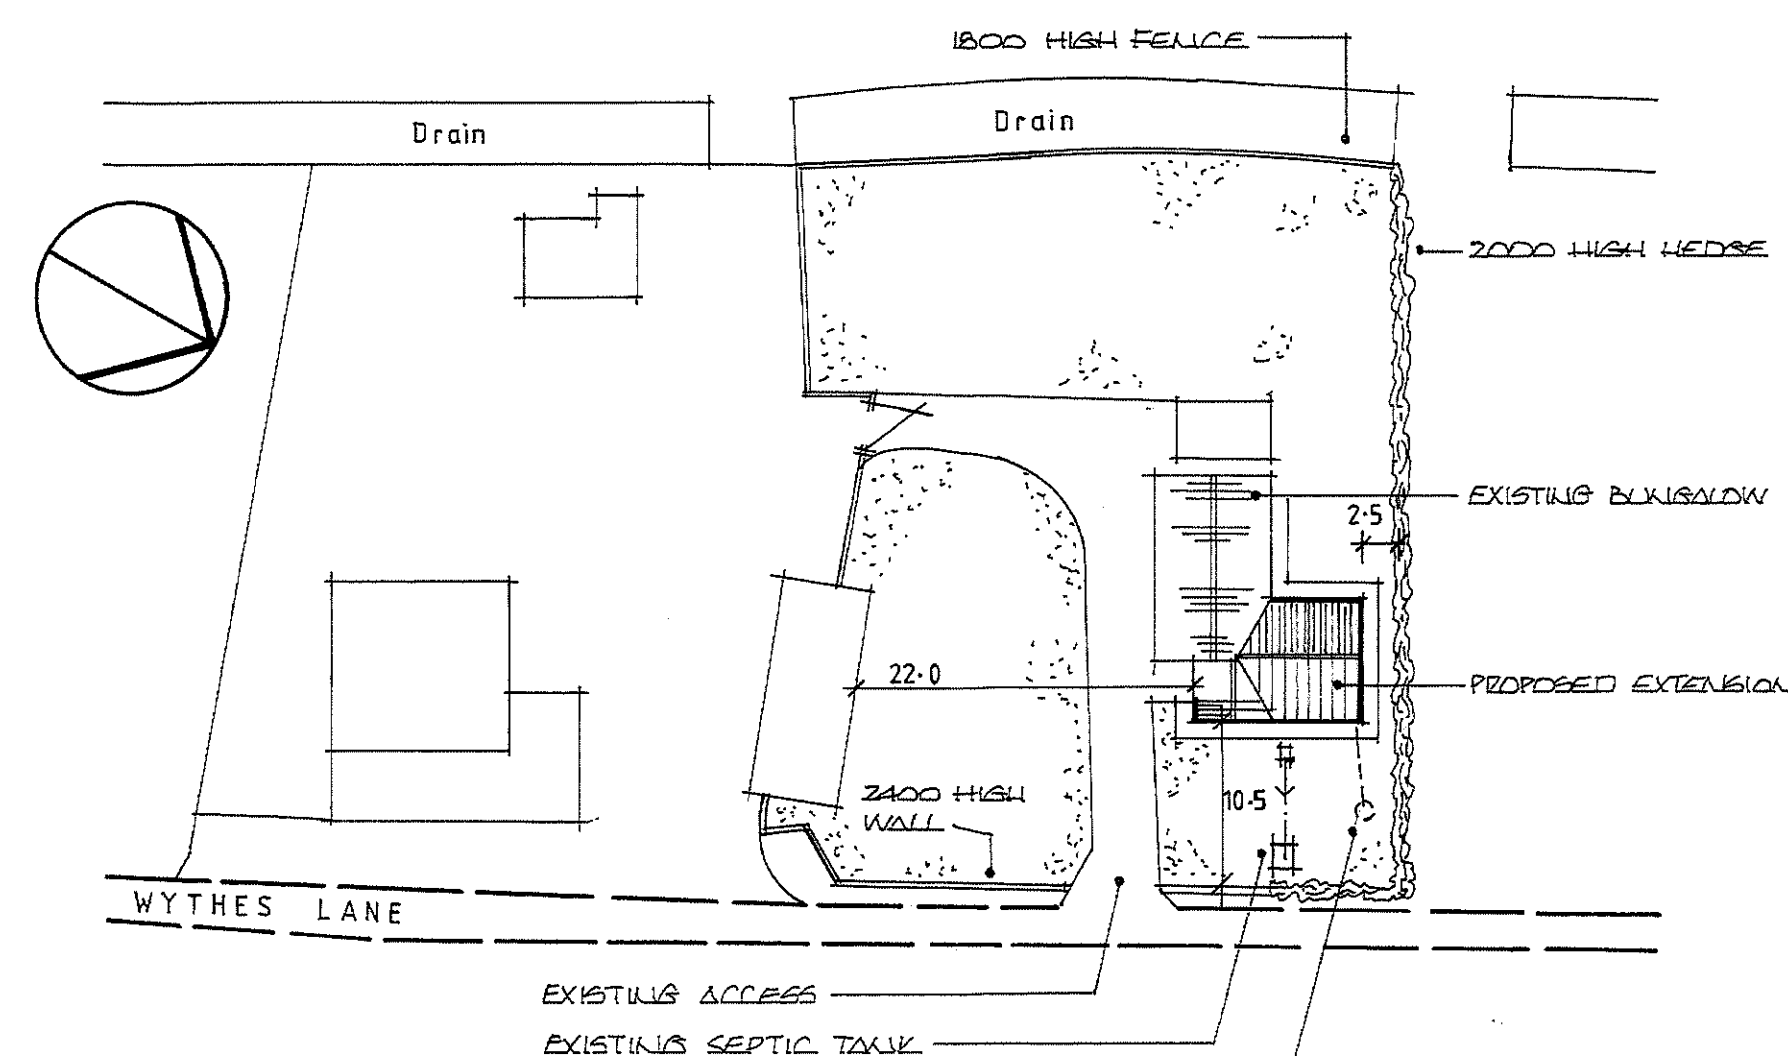 1800 HIGH FENCE
Drain
Drain
2000 HIGH HEDGE
EXISTING BUNGALOW
2.5
22.0
PROPOSED EXTENSION
2400 HIGH
WALL
10.5
WYTHES LANE
EXISTING ACCESS
EXISTING SEPTIC TANK